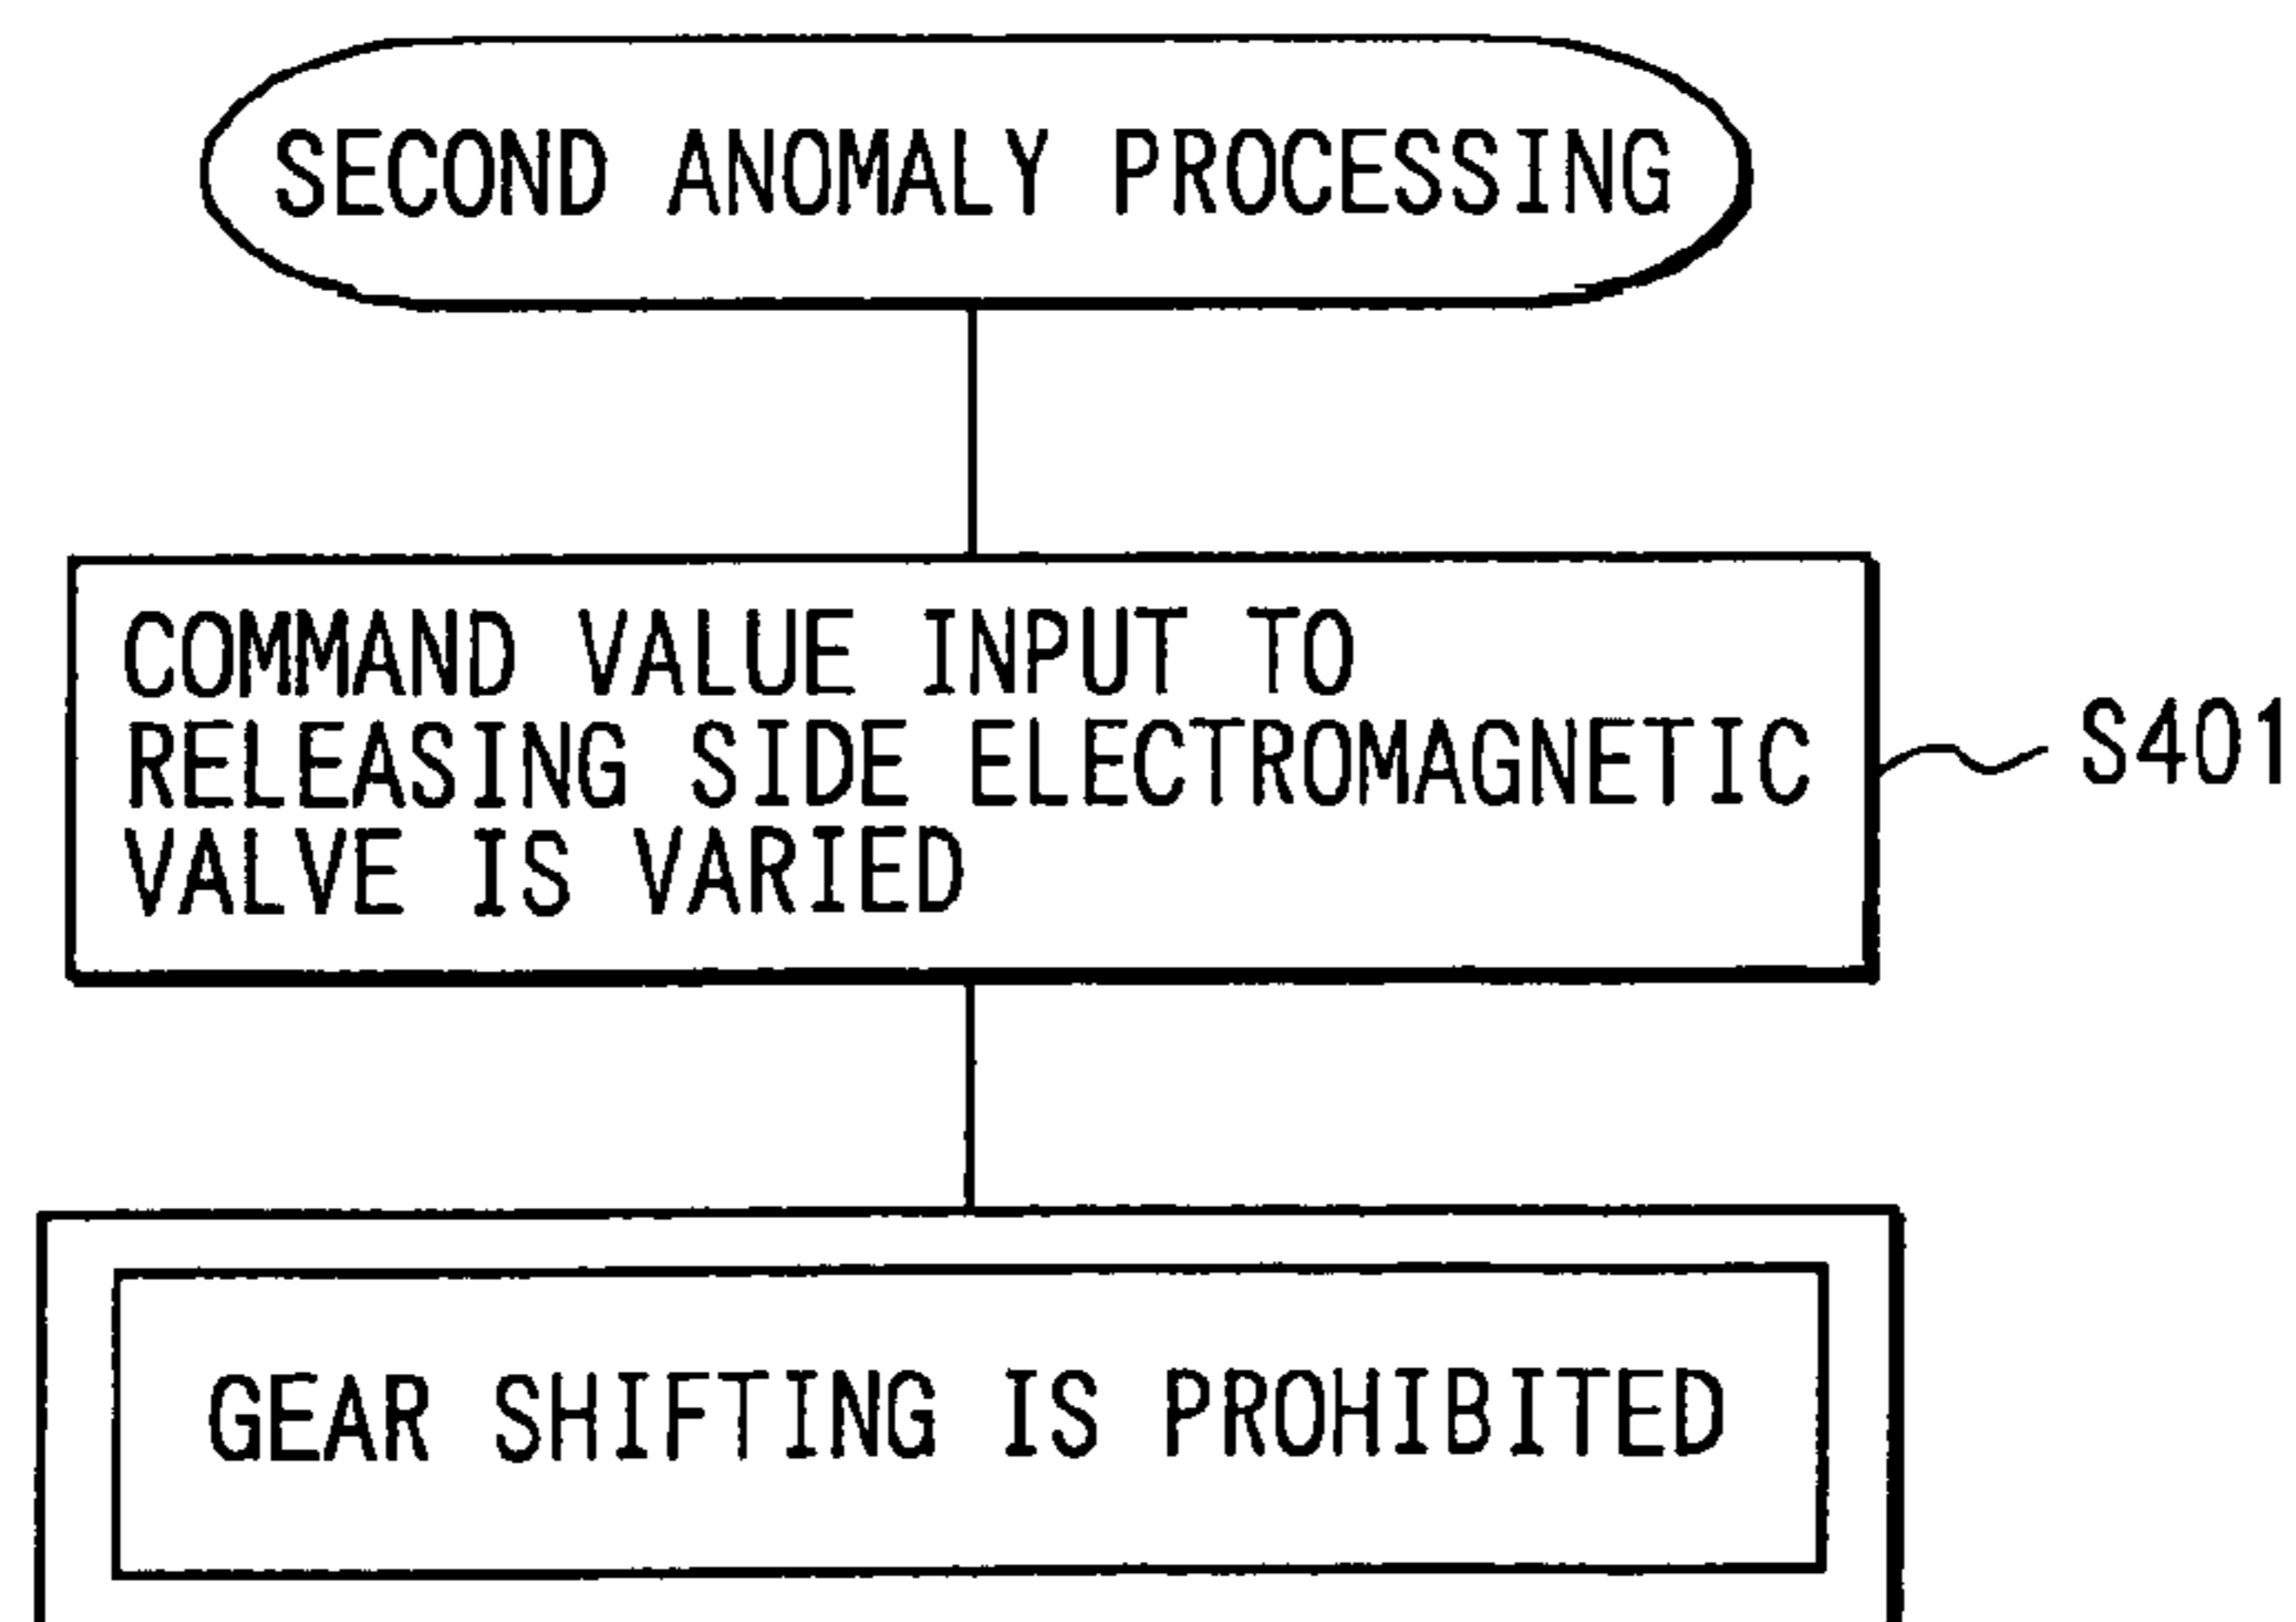 SECOND ANOMALY PROCESSING
COMMAND VALUE INPUT TO
RELEASING SIDE ELECTROMAGNETIC
VALVE IS VARIED
S401
GEAR SHIFTING IS PROHIBITED